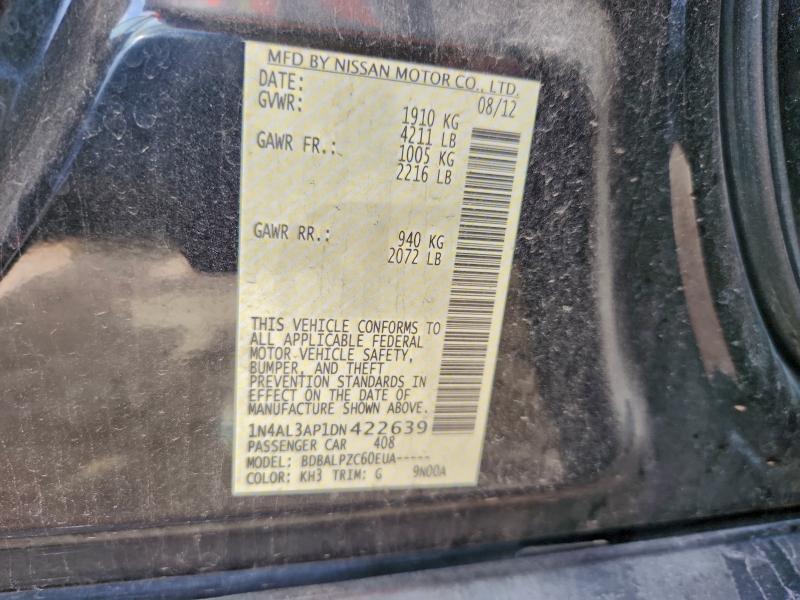 MFD BY NISSAN MOTOR CO., LTD.
DATE: 08/12
GVWR: 1910 KG
4211 LB
GAWR FR.: 1005 KG
2216 LB
GAWR RR.: 940 KG
2072 LB
THIS VEHICLE CONFORMS TO
ALL APPLICABLE FEDERAL
MOTOR VEHICLE SAFETY,
BUMPER, AND THEFT
PREVENTION STANDARDS IN
EFFECT ON THE DATE OF
MANUFACTURE SHOWN ABOVE.
1N4AL3AP1DN422639
PASSENGER CAR 408
MODEL: BDBALPZC60EUA-----
COLOR: KH3 TRIM: G 9N00A